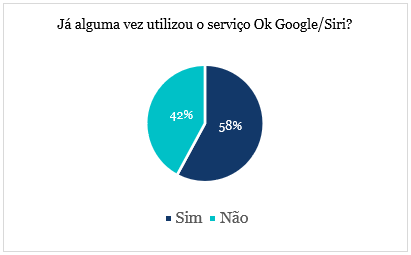 Já alguma vez utilizou o serviço Ok Google/Siri?
42%
58%
Sim Não